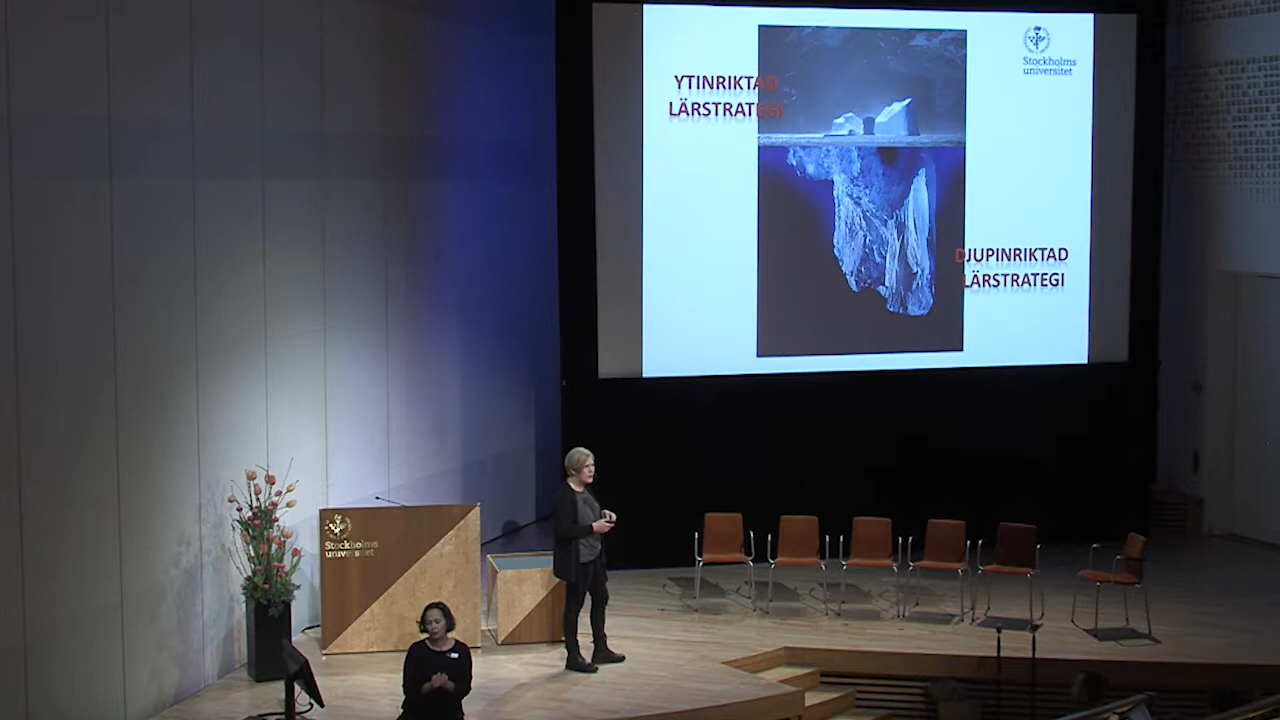 YTINRIKTAD
LÄRSTRATEGI
Stockholms
universitet
DJUPINRIKTAD
LÄRSTRATEGI
Stockholms
universitet